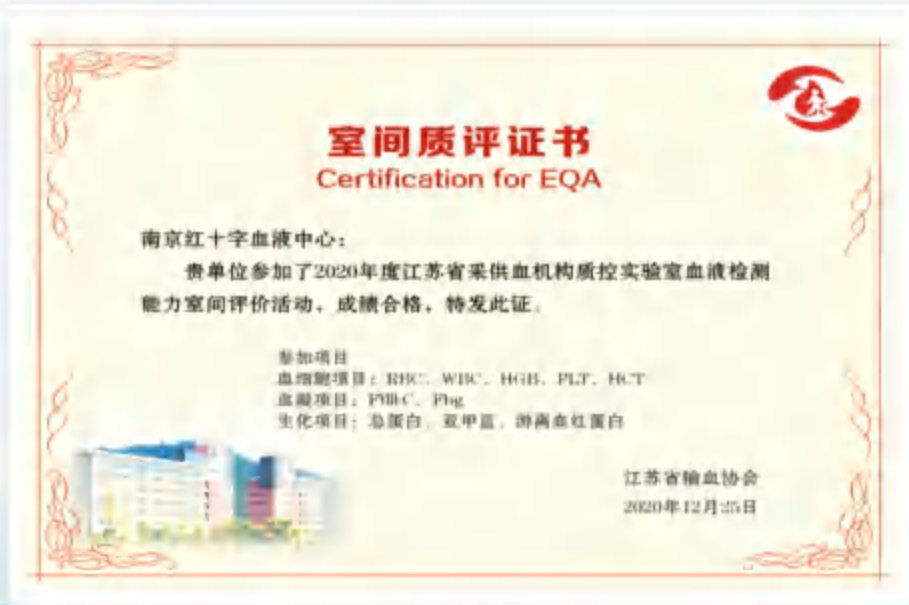 室间质评证书
Certification for EQA
南京红十字血液中心：
贵单位参加了2020年度江苏省采供血机构质控实验室血液检测
能力室间评价活动，成绩合格，特发此证。
参加项目
血细胞项目：RBC、WBC、HGB、PLT、HCT
血凝项目：Fbg
生化项目：总蛋白、亚甲蓝、游离血红蛋白
江苏省输血协会
2020年12月25日